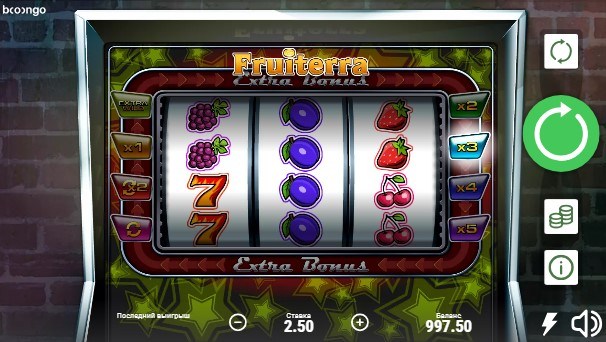 booongo
Fruiterra
Extra Bonus
x2
x1
x3
x4
x5
Extra Bonus
Последний выигрыш
Ставка
2.50
Баланс
997.50